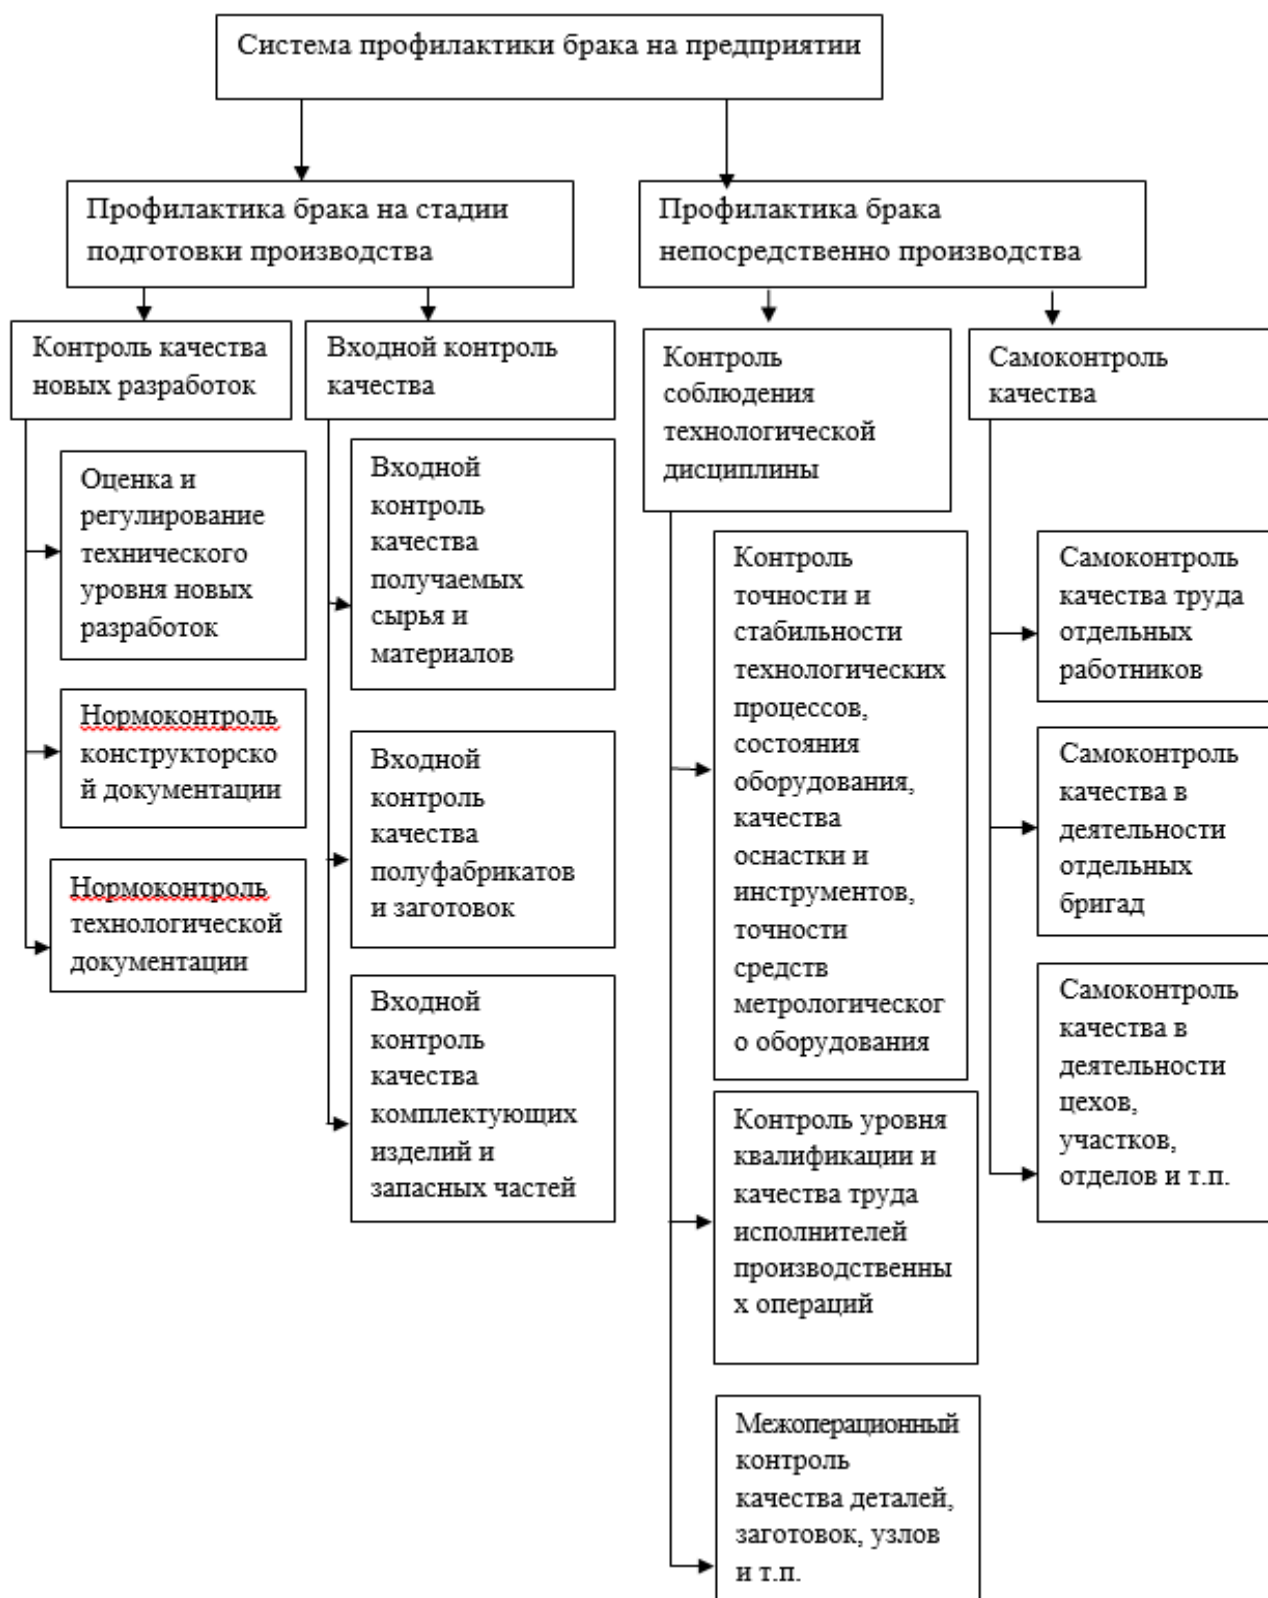 Система профилактики брака на предприятии
Профилактика брака на стадии
подготовки производства
Профилактика брака
непосредственно производства
Контроль качества
новых разработок
Входной контроль
качества
Контроль
соблюдения
технологической
дисциплины
Самоконтроль
качества
Оценка и
регулирование
технического
уровня новых
разработок
Нормоконтроль
конструкторско
й документации
Нормоконтроль
технологической
документации
Входной
контроль
качества
получаемых
сырья и
материалов
Входной
контроль
качества
полуфабрикатов
и заготовок
Входной
контроль
качества
комплектующих
изделий и
запасных частей
Контроль
точности и
стабильности
технологических
процессов,
состояния
оборудования,
качества
оснастки и
инструментов,
точности
средств
метрологическог
о оборудования
Контроль уровня
квалификации и
качества труда
исполнителей
производственны
х операций
Межоперационный
контроль
качества деталей,
заготовок, узлов
и т.п.
Самоконтроль
качества труда
отдельных
работников
Самоконтроль
качества в
деятельности
отдельных
бригад
Самоконтроль
качества в
деятельности
цехов,
участков,
отделов и т.п.